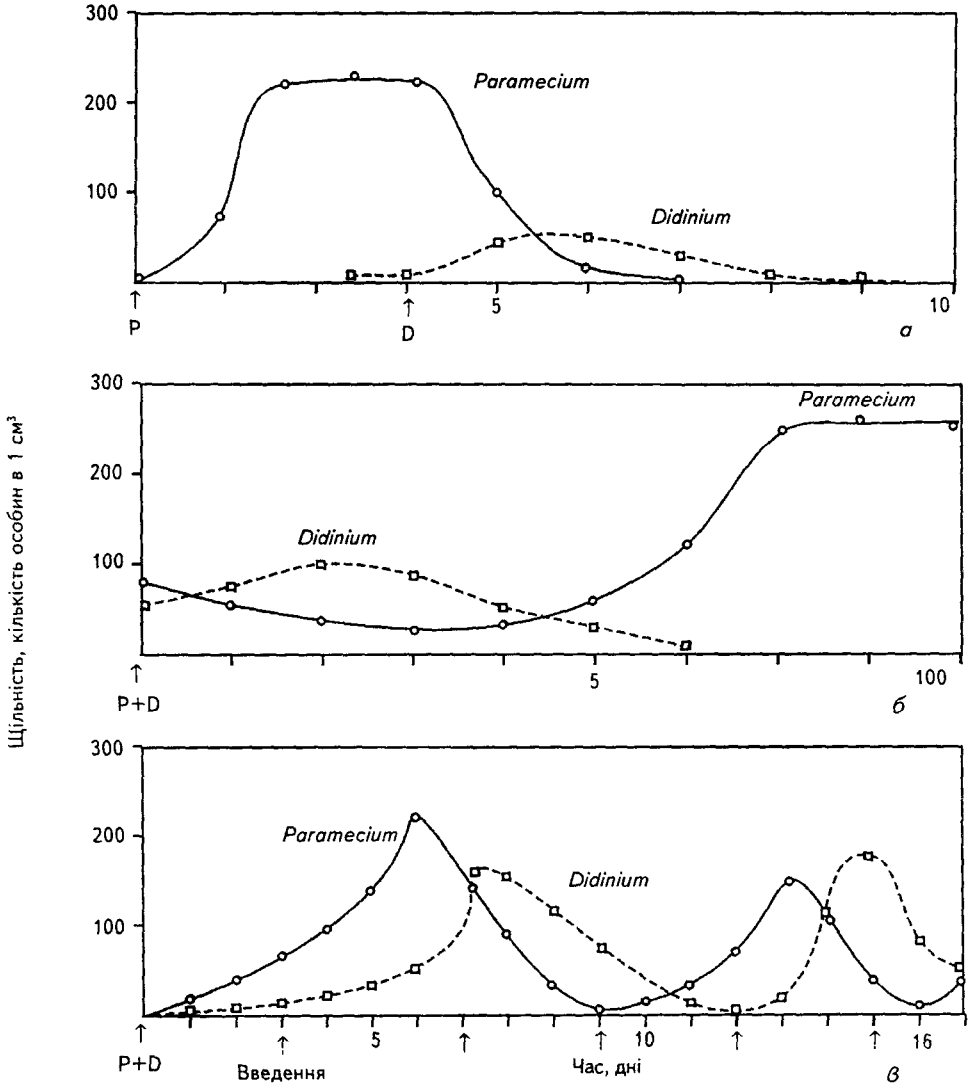 Щільність, кількість особин в 1 см³
300
200
100
Paramecium
Didinium
5
10
P
D
а
300
200
100
Paramecium
Didinium
5
100
P+D
б
300
200
100
Paramecium
Didinium
5
10
16
P+D
Введення
Час, дні
в